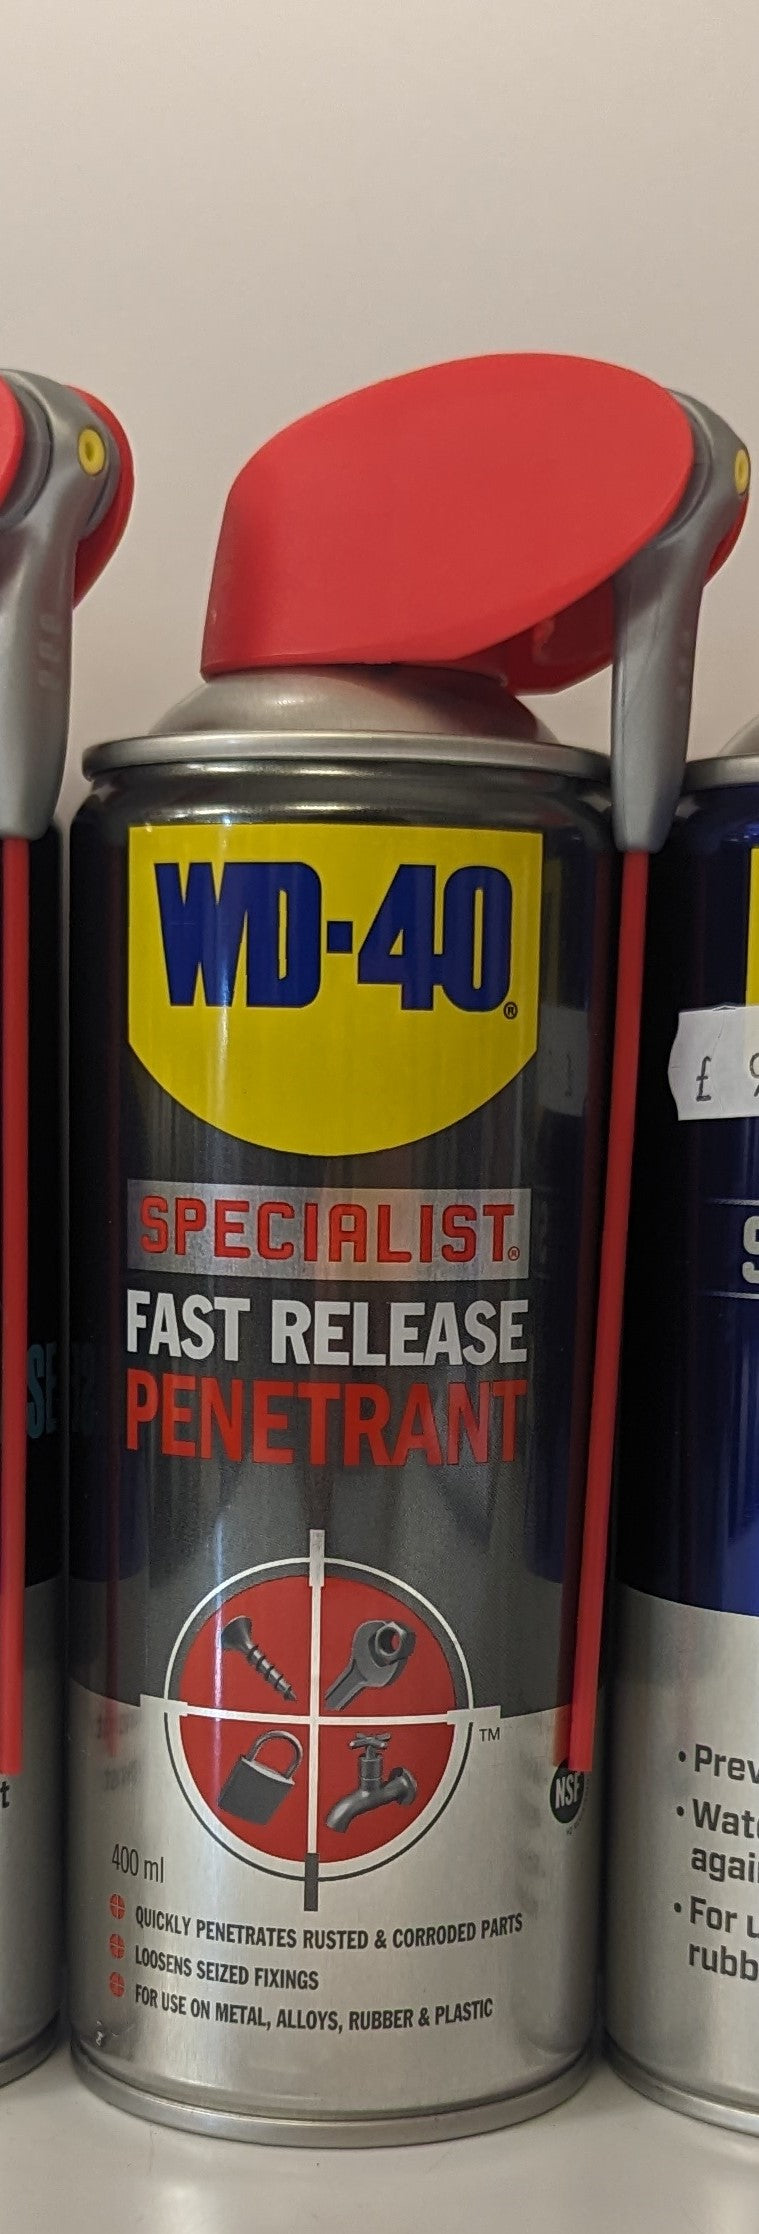 WD-40®
SPECIALIST®
FAST RELEASE
PENETRANT
TM
NSF
400 ml
QUICKLY PENETRATES RUSTED & CORRODED PARTS
LOOSENS SEIZED FIXINGS
FOR USE ON METAL, ALLOYS, RUBBER & PLASTIC
£
• Prev
• Wate
agai
• For u
rubb